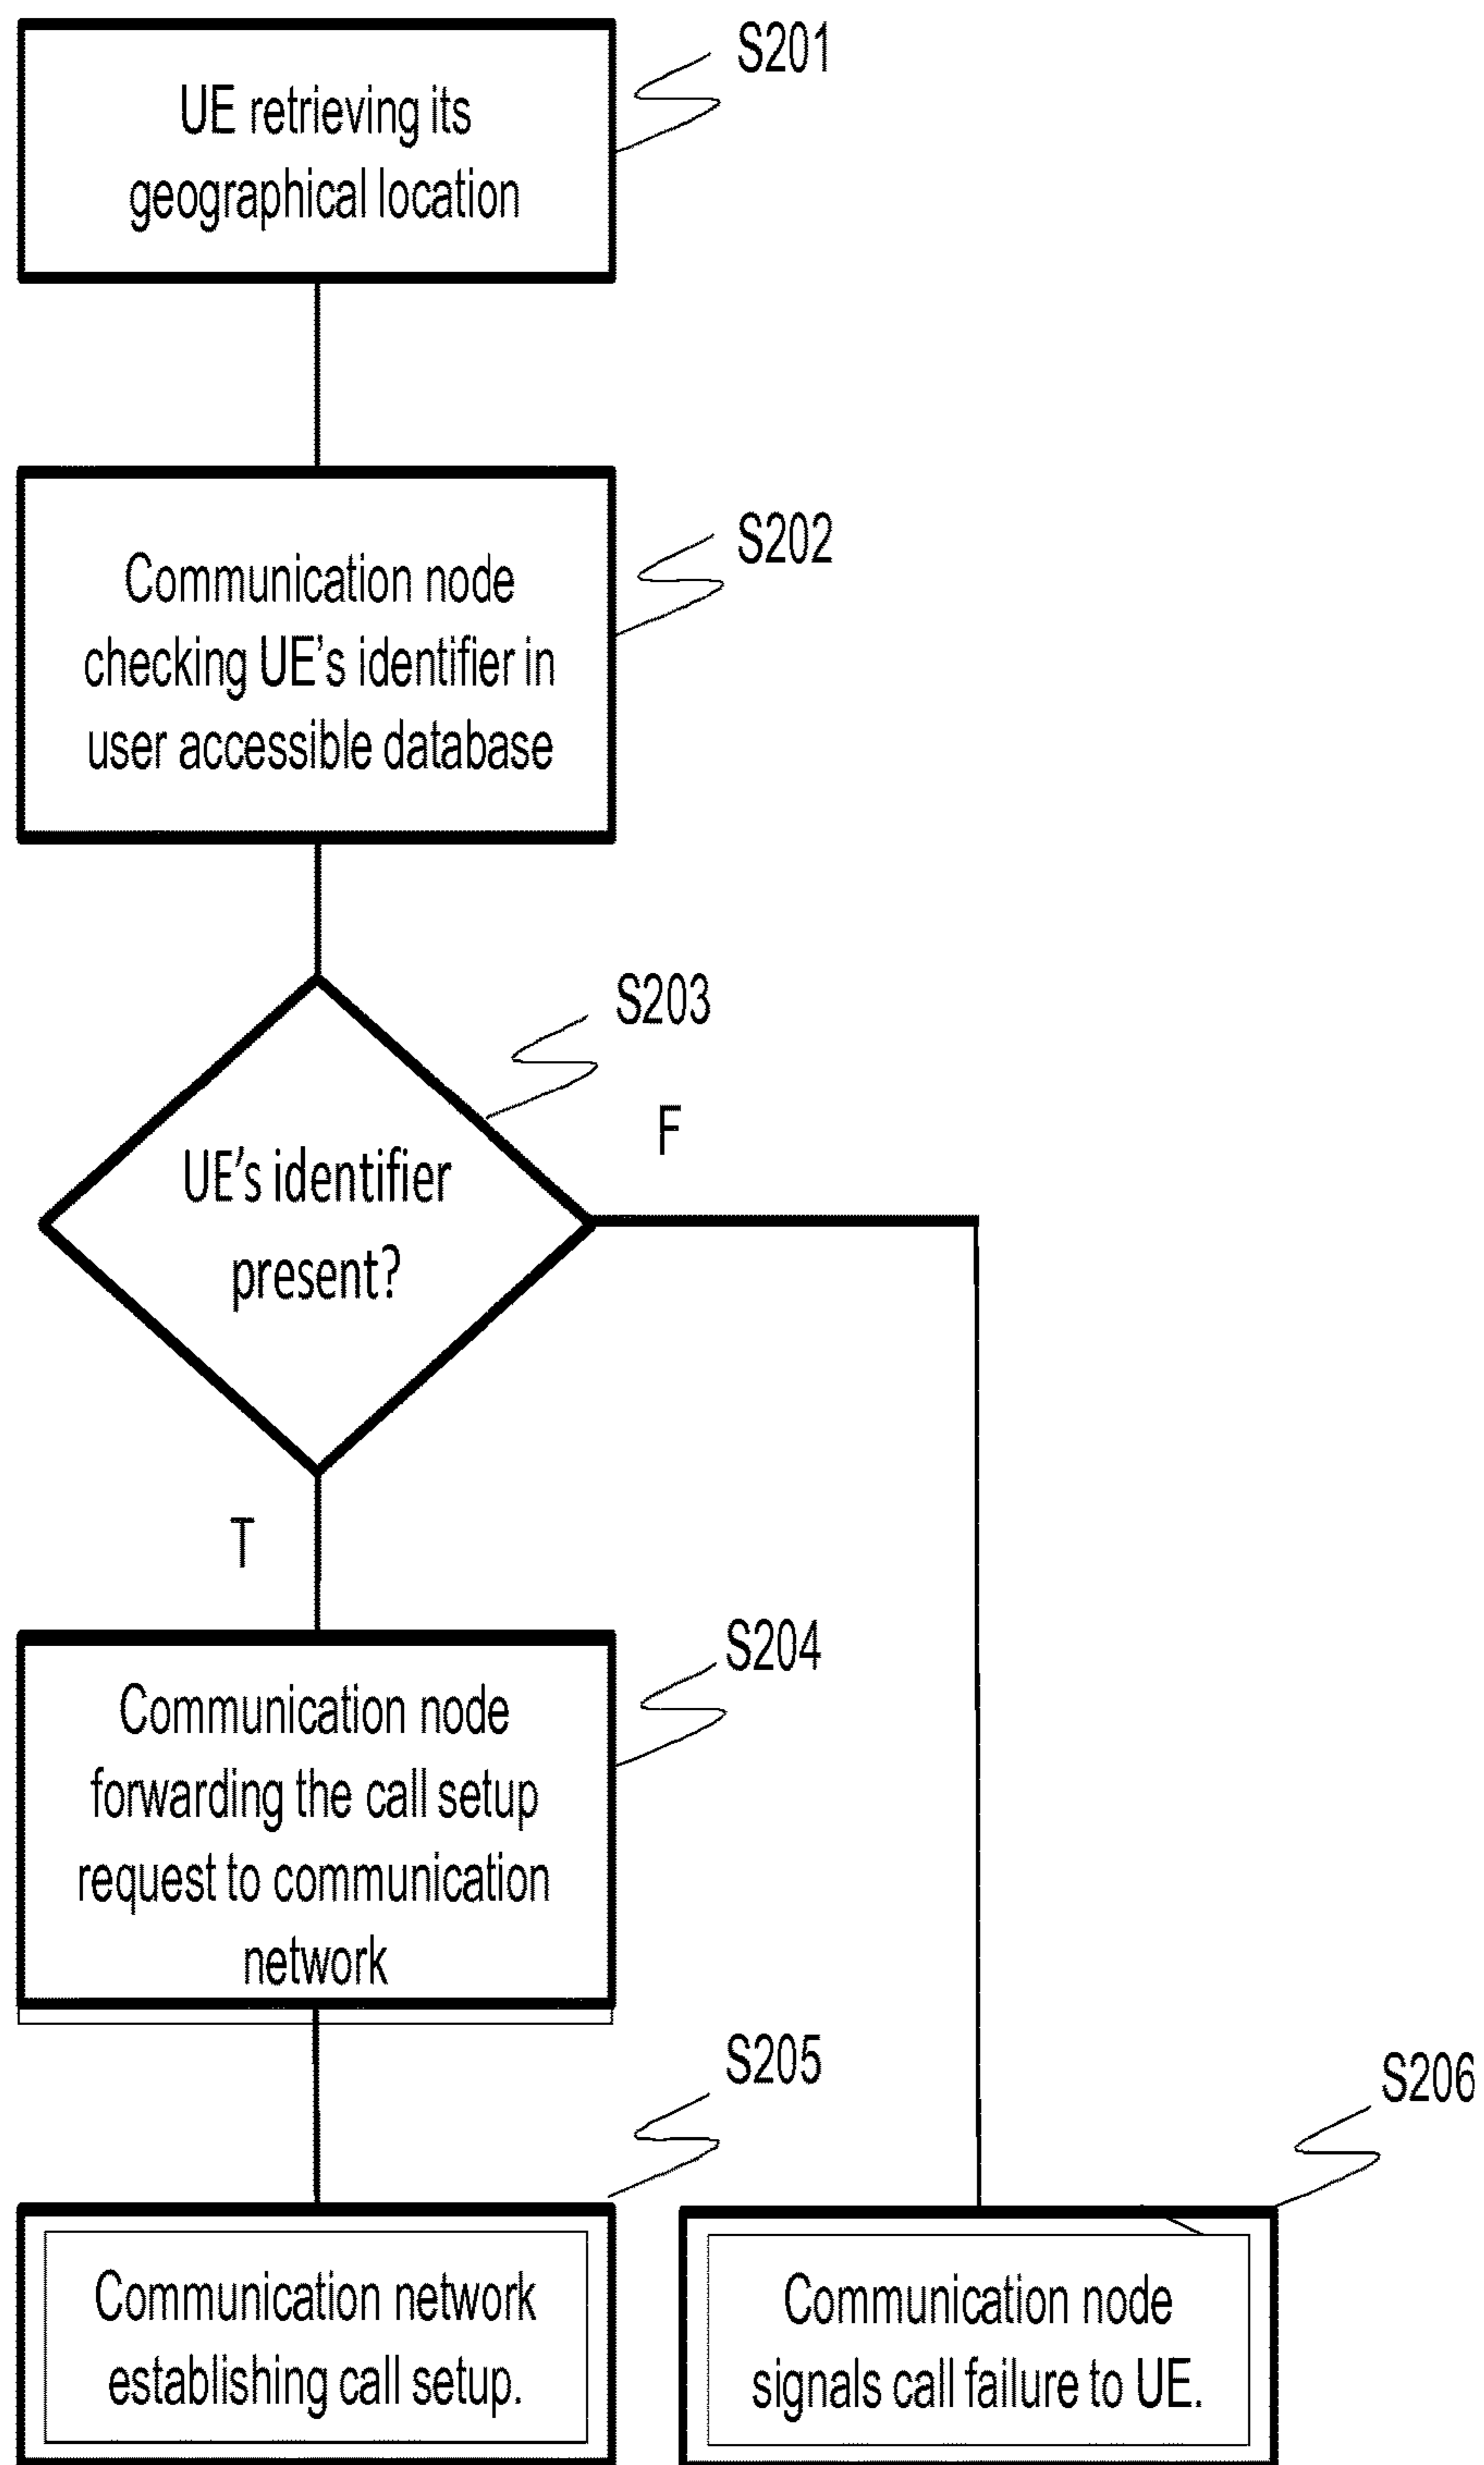 S201
UE retrieving its
geographical location
S202
Communication node
checking UE’s identifier in
user accessible database
S203
F
UE’s identifier
present?
T
S204
Communication node
forwarding the call setup
request to communication
network
S205
S206
Communication network
establishing call setup.
Communication node
signals call failure to UE.